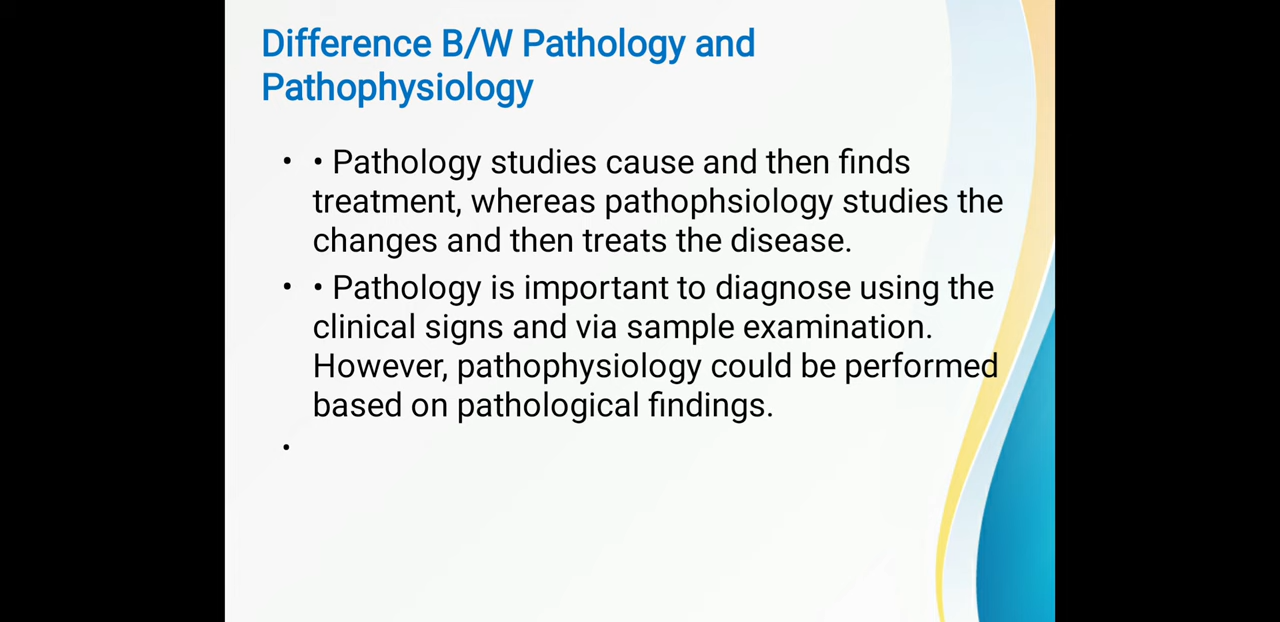 Difference B/W Pathology and
Pathophysiology
• • Pathology studies cause and then finds
treatment, whereas pathophsiology studies the
changes and then treats the disease.
• • Pathology is important to diagnose using the
clinical signs and via sample examination.
However, pathophysiology could be performed
based on pathological findings.
•